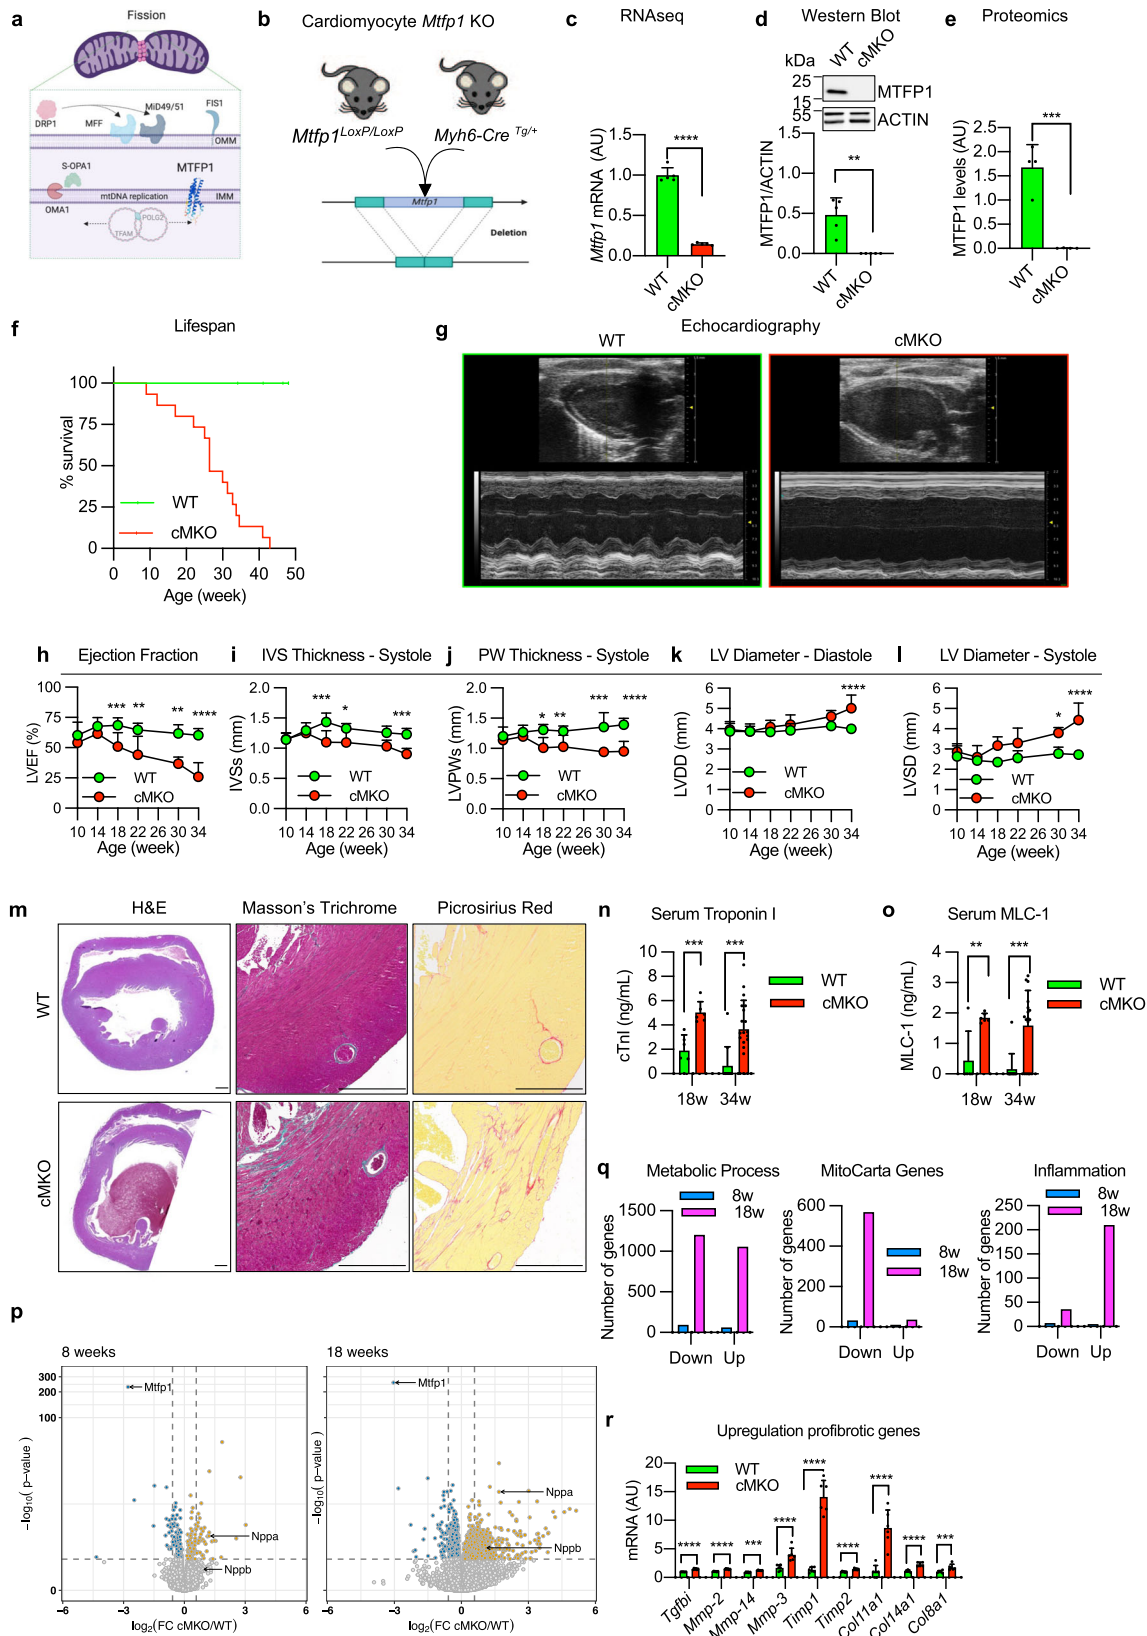 a
Fission
DRP1
MFF
MiD49/51
FIS1
OMM
S-OPA1
MTFP1
OMA1
mtDNA replication
IMM
POLG2
TFAM
b
Cardiomyocyte Mtfp1 KO
Mtfp1LoxP/LoxP
Myh6-Cre Tg/+
Mtfp1
Deletion
c
RNAseq
Mtfp1 mRNA (AU)
1.5
1.0
0.5
0.0
****
WT
cMKO
d
Western Blot
WT
cMKO
kDa
25
15
MTFP1
55
ACTIN
MTFP1/ACTIN
1.5
1.0
0.5
0.0
**
WT
cMKO
e
Proteomics
MTFP1 levels (AU)
2.5
2.0
1.5
1.0
0.5
0.0
***
WT
cMKO
f
Lifespan
% survival
100
75
50
25
0
WT
cMKO
0 10 20 30 40 50
Age (week)
g
Echocardiography
WT
cMKO
h
Ejection Fraction
LVEF (%)
100
75
50
25
0
*** ** ** ****
WT
cMKO
10 14 18 22 26 30 34
Age (week)
i
IVS Thickness - Systole
IVSs (mm)
2.0
1.5
1.0
0.5
0.0
*** * ***
WT
cMKO
10 14 18 22 26 30 34
Age (week)
j
PW Thickness - Systole
LVPWs (mm)
2.0
1.5
1.0
0.5
0.0
* ** *** ****
WT
cMKO
10 14 18 22 26 30 34
Age (week)
k
LV Diameter - Diastole
LVDD (mm)
6
5
4
3
2
1
0
****
WT
cMKO
10 14 18 22 26 30 34
Age (week)
l
LV Diameter - Systole
LVSD (mm)
6
5
4
3
2
1
0
* ****
WT
cMKO
10 14 18 22 26 30 34
Age (week)
m
H&E
Masson's Trichrome
Picrosirius Red
WT
cMKO
n
Serum Troponin I
cTnI (ng/mL)
10
8
6
4
2
0
*** ***
WT
cMKO
18w 34w
o
Serum MLC-1
MLC-1 (ng/mL)
4
3
2
1
0
** ***
WT
cMKO
18w 34w
p
8 weeks
−log10( p−value )
300
200
100
0
Mtfp1
Nppa
Nppb
−6 −3 0 3 6
log2(FC cMKO/WT)
18 weeks
−log10( p−value )
Mtfp1
Nppa
Nppb
−6 −3 0 3 6
log2(FC cMKO/WT)
q
Metabolic Process
8w
18w
Number of genes
1500
1000
500
0
Down Up
MitoCarta Genes
Number of genes
600
400
200
0
8w
18w
Down Up
Inflammation
8w
18w
Number of genes
250
200
150
100
50
0
Down Up
r
Upregulation profibrotic genes
mRNA (AU)
20
15
10
5
0
WT
cMKO
**** **** *** **** **** **** **** **** ***
Tgfbi
Mmp-2
Mmp-14
Mmp-3
Timp1
Timp2
Col11a1
Col14a1
Col8a1